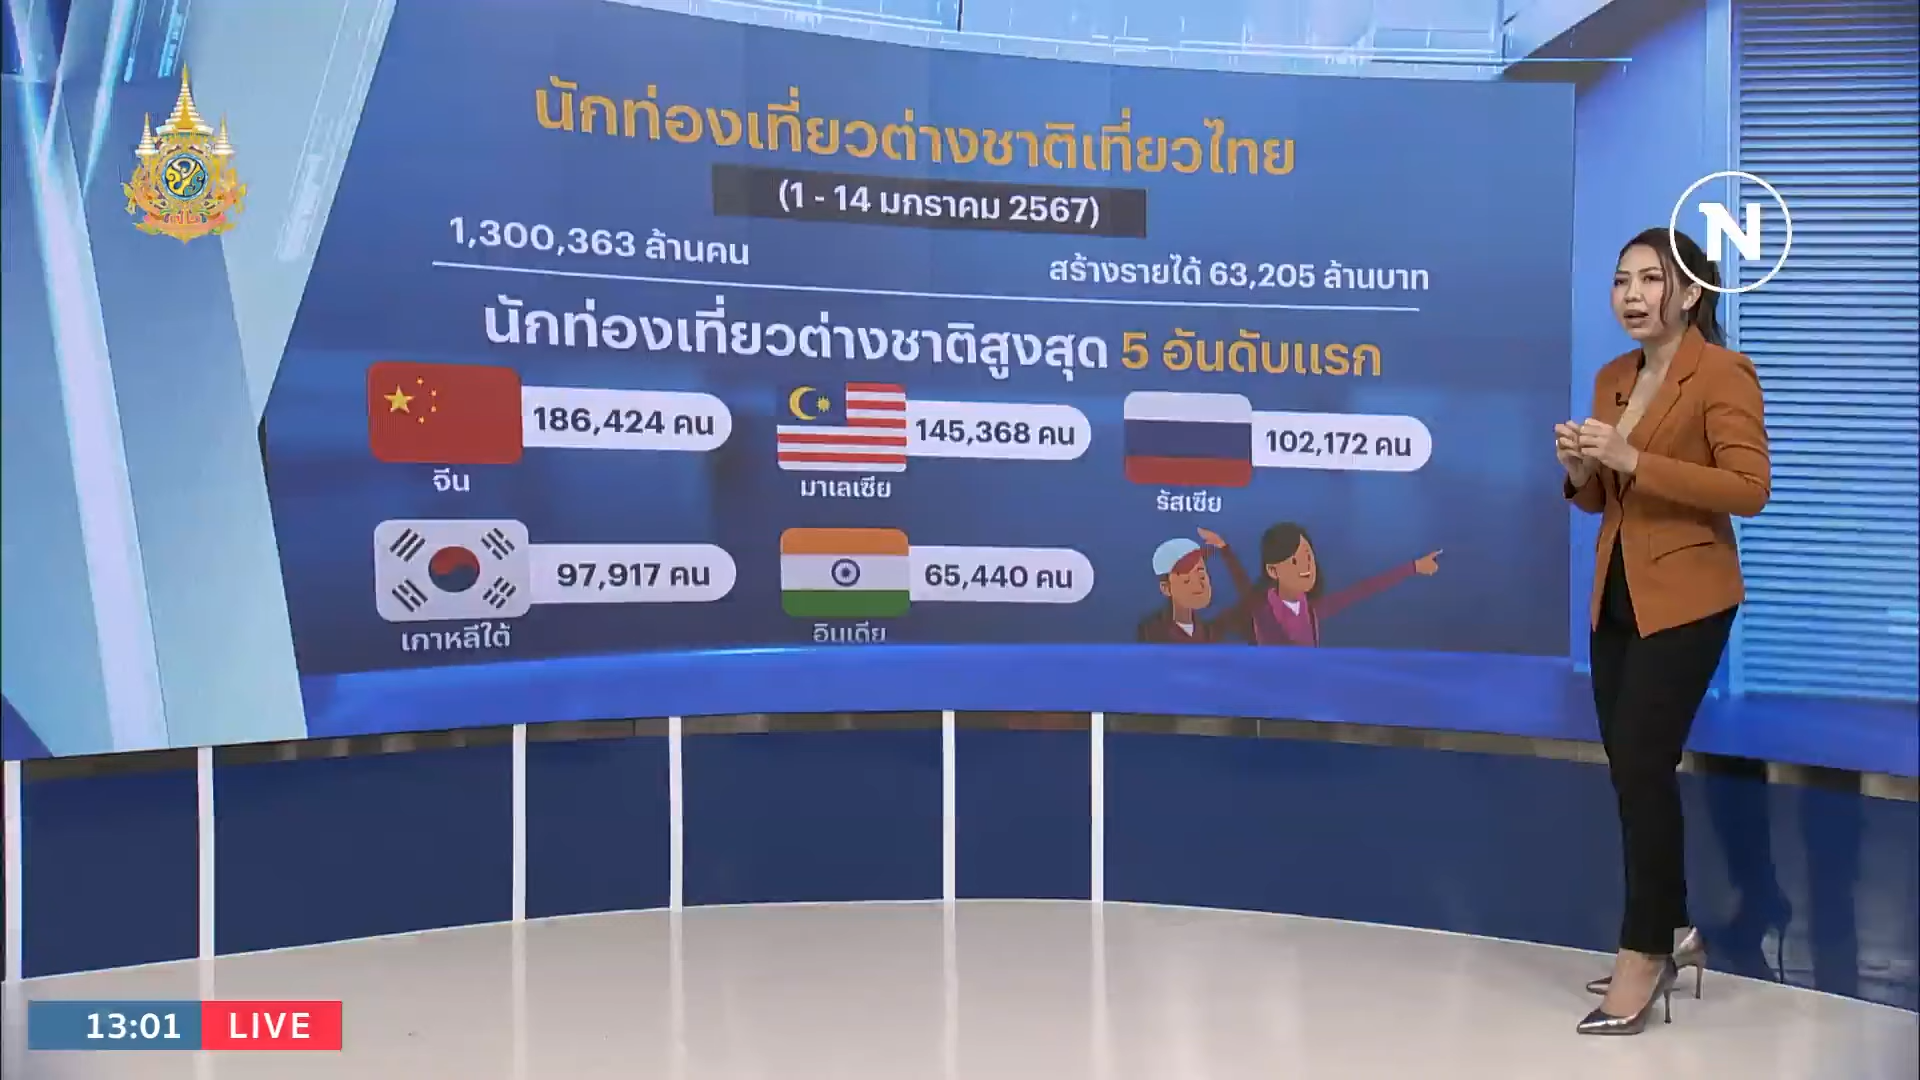 นักท่องเที่ยวต่างชาติเที่ยวไทย
(1 - 14 มกราคม 2567)
1,300,363 ล้านคน
สร้างรายได้ 63,205 ล้านบาท
นักท่องเที่ยวต่างชาติสูงสุด 5 อันดับแรก
186,424 คน
จีน
145,368 คน
มาเลเซีย
102,172 คน
รัสเซีย
97,917 คน
เกาหลีใต้
65,440 คน
อินเดีย
N
13:01 LIVE